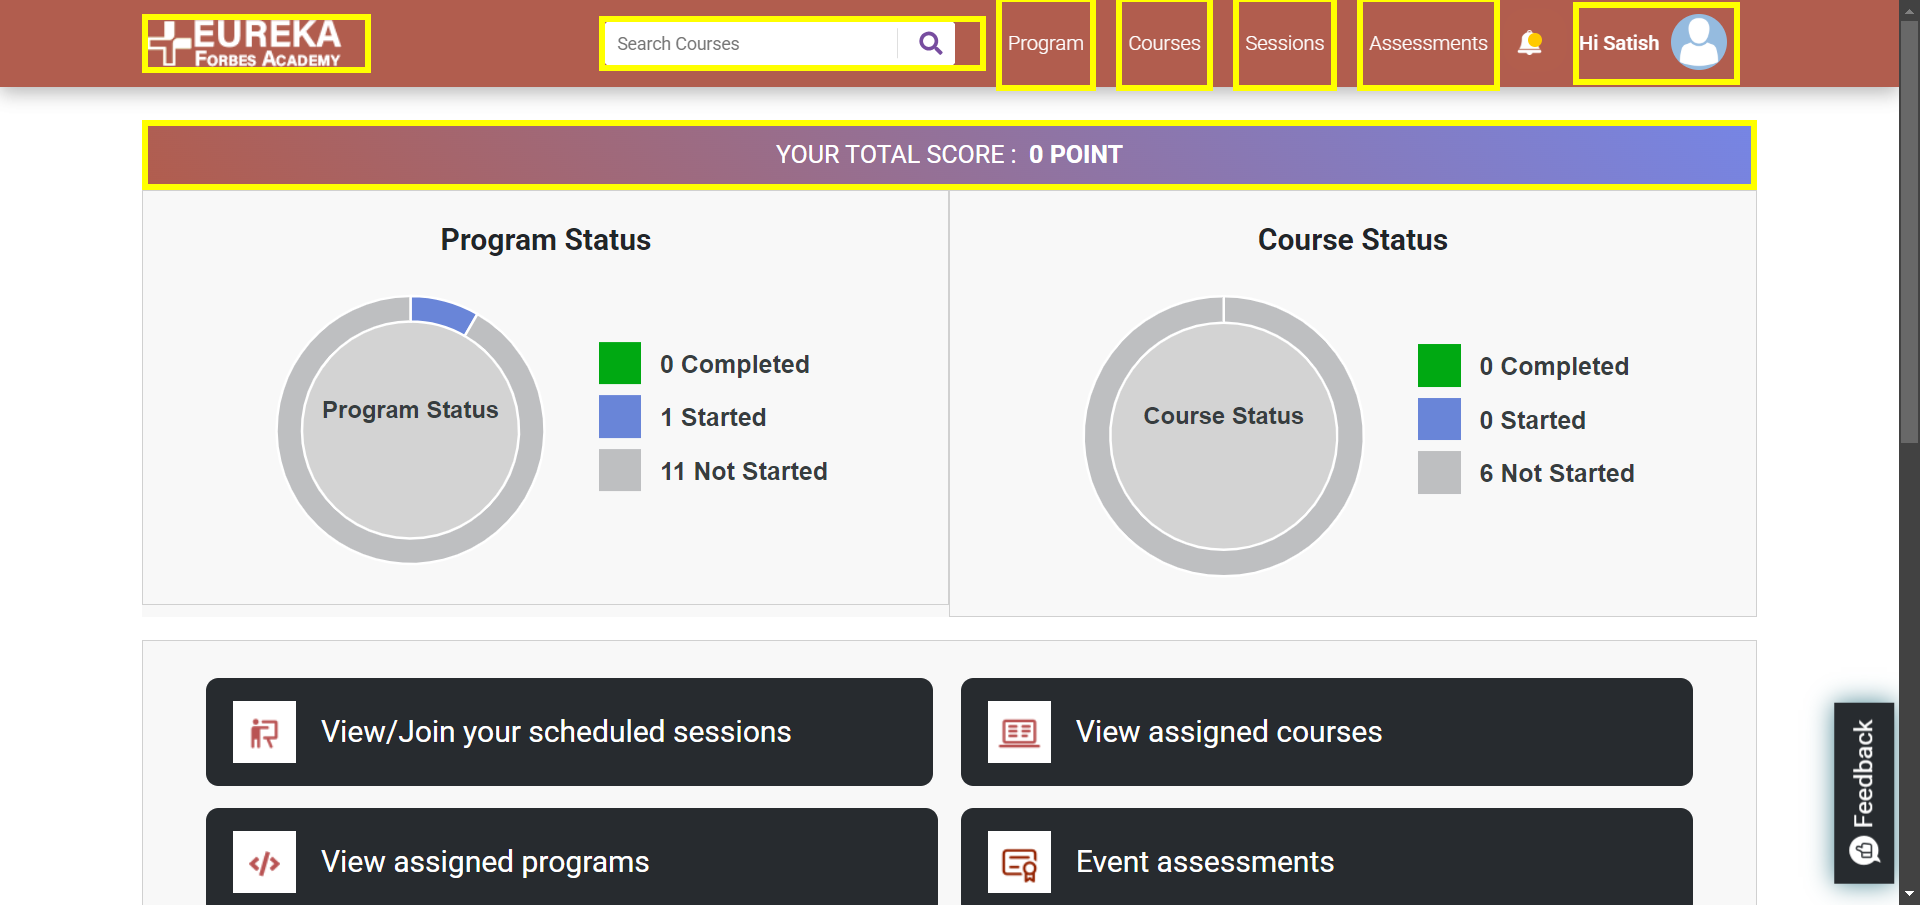 EUREKA
FORBES ACADEMY
Search Courses
Program
Courses
Sessions
Assessments
Hi Satish
YOUR TOTAL SCORE : 0 POINT
Program Status
Program Status
0 Completed
1 Started
11 Not Started
Course Status
Course Status
0 Completed
0 Started
6 Not Started
View/Join your scheduled sessions
View assigned courses
View assigned programs
Event assessments
Feedback